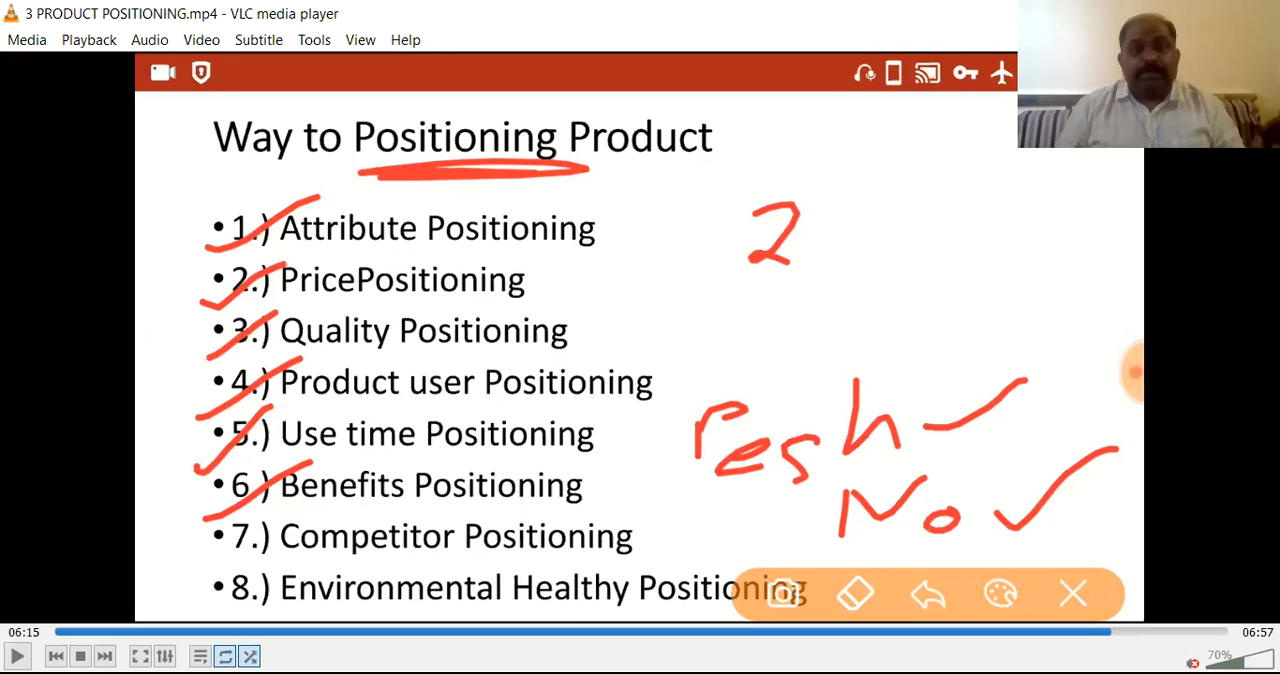 3 PRODUCT POSITIONING.mp4 - VLC media player
Media Playback Audio Video Subtitle Tools View Help
Way to Positioning Product
• 1.) Attribute Positioning
2
• 2.) PricePositioning
• 3.) Quality Positioning
• 4.) Product user Positioning
• 5.) Use time Positioning
• 6.) Benefits Positioning
No
• 7.) Competitor Positioning
• 8.) Environmental Healthy Positioning
06:15 06:57
70%